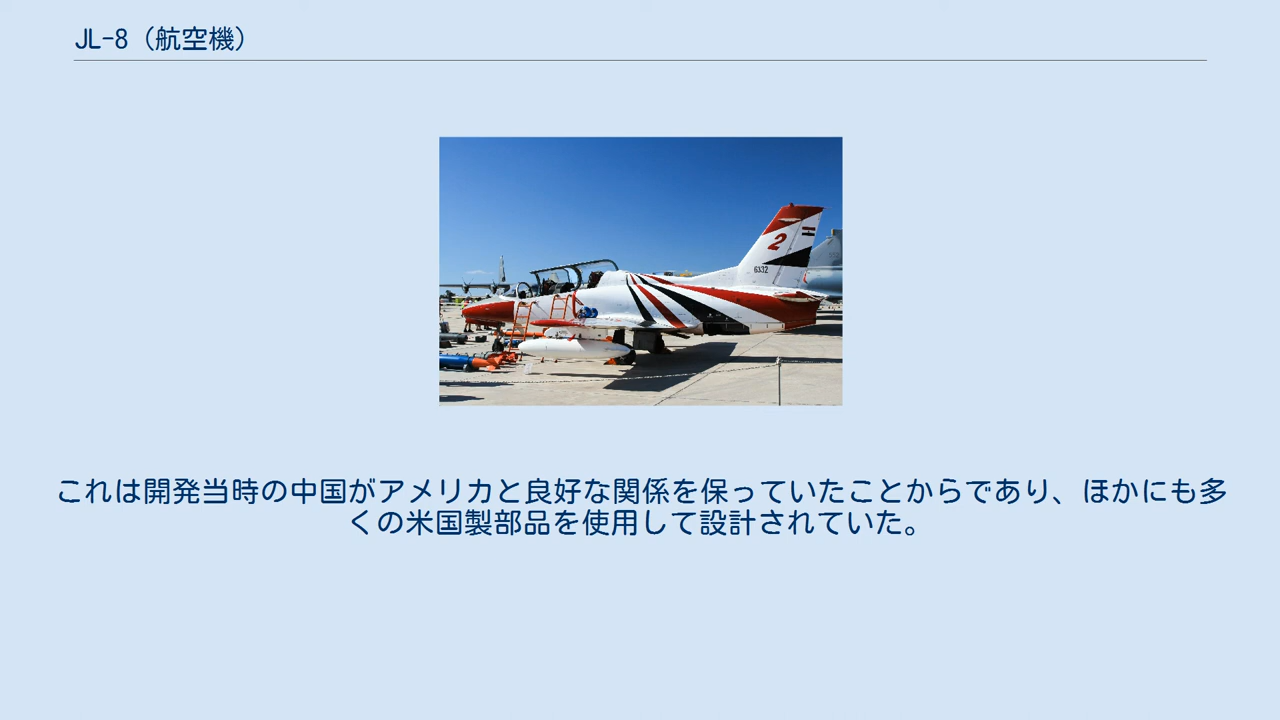 JL-8（航空機）
2
6332
これは開発当時の中国がアメリカと良好な関係を保っていたことからであり、ほかにも多
くの米国製部品を使用して設計されていた。